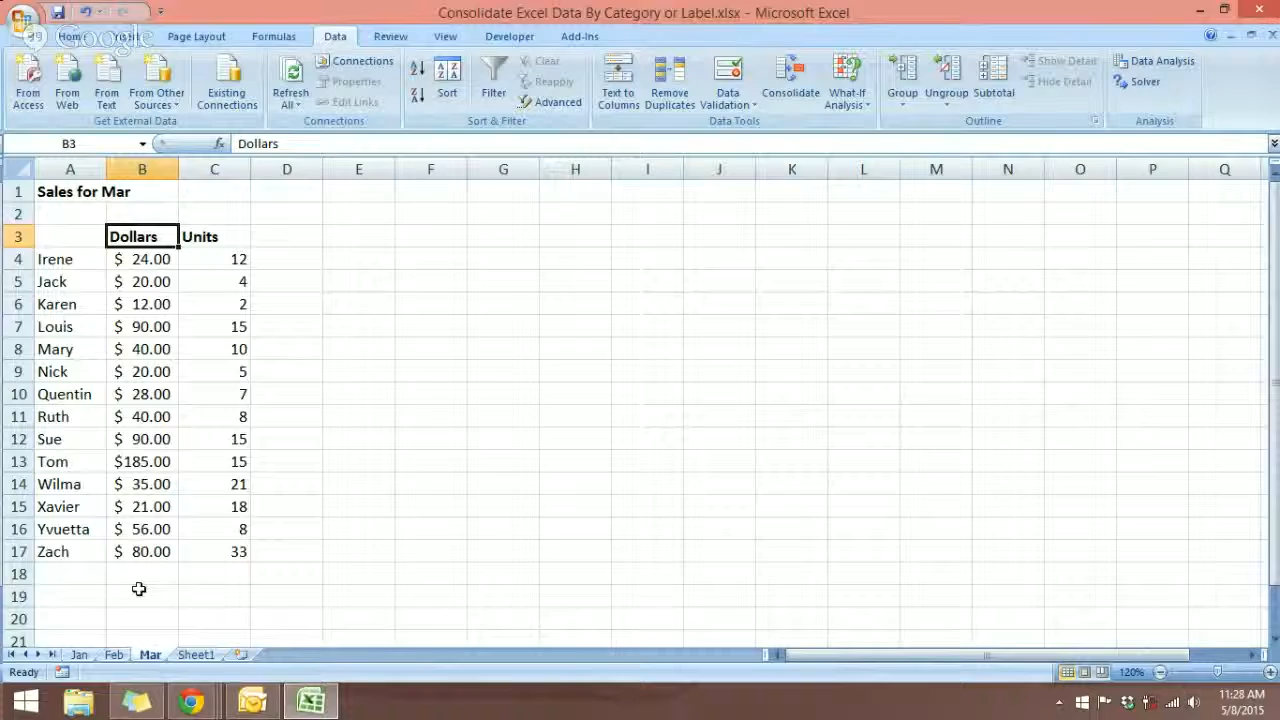 Consolidate Excel Data By Category or Label.xlsx - Microsoft Excel
Google
Home Insert Page Layout Formulas Data Review View Developer Add-Ins
From Access From Web From Text From Other Sources Existing Connections Refresh All Connections Properties Edit Links Sort Filter Clear Reapply Advanced Text to Columns Remove Duplicates Data Validation Consolidate What-If Analysis Group Ungroup Subtotal Show Detail Hide Detail Data Analysis Solver
Get External Data Connections Sort & Filter Data Tools Outline Analysis
B3 fx Dollars
A B C D E F G H I J K L M N O P Q
1 Sales for Mar
2
3 Dollars Units
4 Irene $ 24.00 12
5 Jack $ 20.00 4
6 Karen $ 12.00 2
7 Louis $ 90.00 15
8 Mary $ 40.00 10
9 Nick $ 20.00 5
10 Quentin $ 28.00 7
11 Ruth $ 40.00 8
12 Sue $ 90.00 15
13 Tom $185.00 15
14 Wilma $ 35.00 21
15 Xavier $ 21.00 18
16 Yvuetta $ 56.00 8
17 Zach $ 80.00 33
18
19
20
21
Jan Feb Mar Sheet1
Ready 120%
11:28 AM
5/8/2015